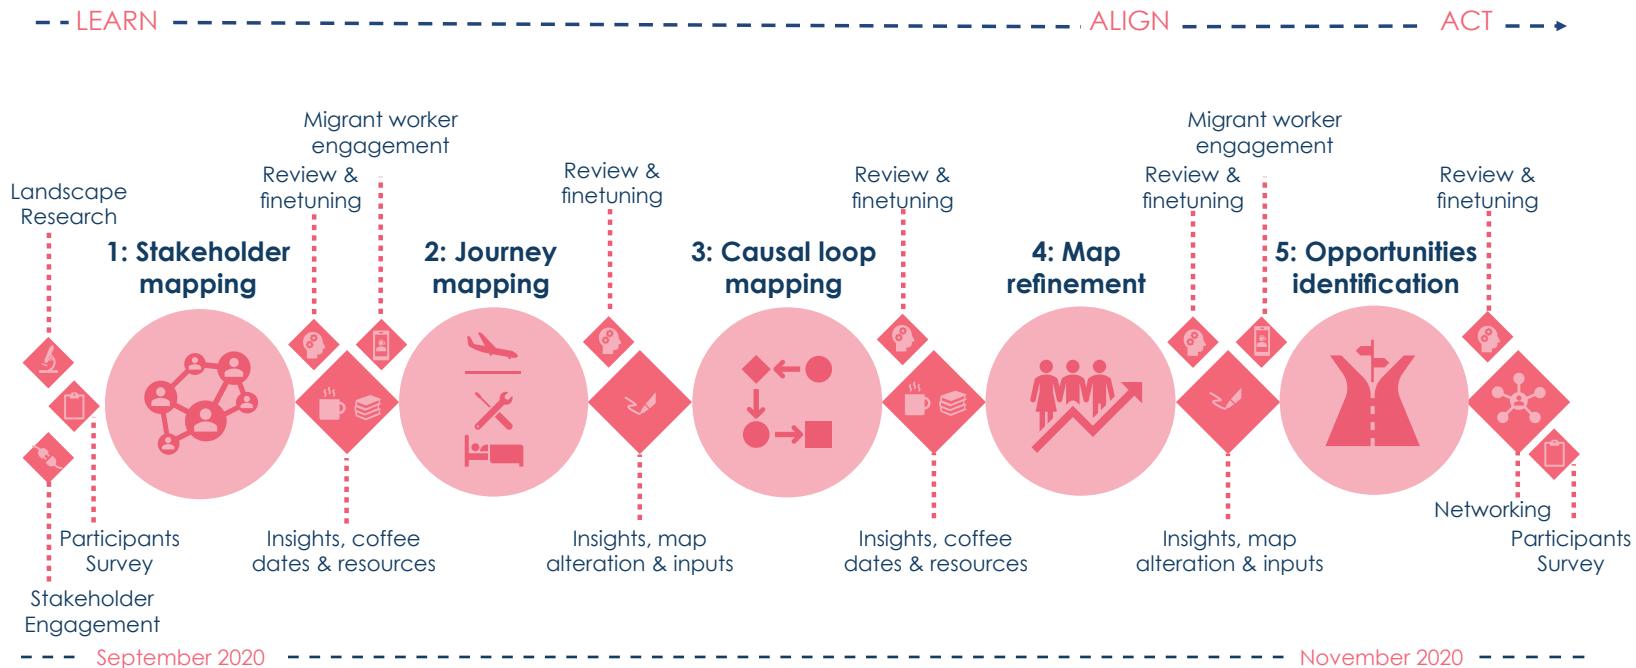 LEARN
ALIGN
ACT
Landscape
Research
1: Stakeholder
mapping
Review &
finetuning
Migrant worker
engagement
2: Journey
mapping
Review &
finetuning
3: Causal loop
mapping
Review &
finetuning
4: Map
refinement
Review &
finetuning
Migrant worker
engagement
5: Opportunities
identification
Review &
finetuning
Participants
Survey
Stakeholder
Engagement
Insights, coffee
dates & resources
Insights, map
alteration & inputs
Insights, coffee
dates & resources
Insights, map
alteration & inputs
Networking
Participants
Survey
September 2020
November 2020